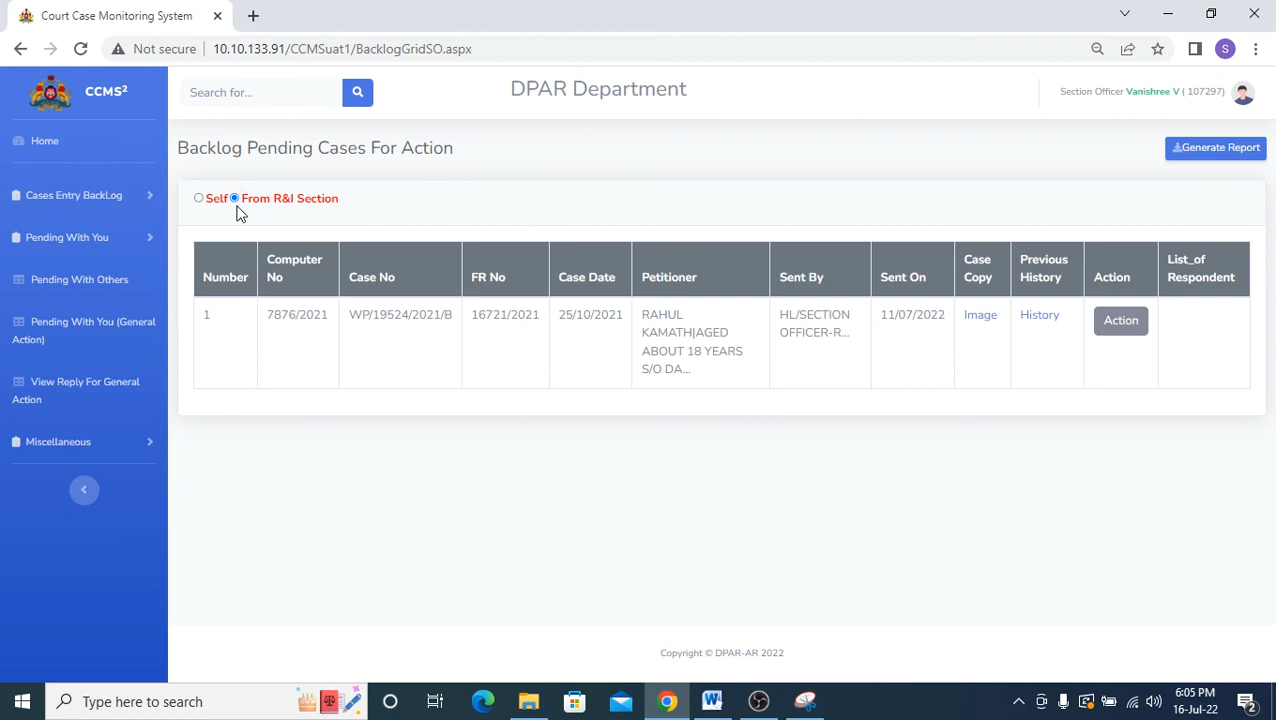 Court Case Monitoring System
Not secure 10.10.133.91/CCMSuat1/BacklogGridSO.aspx
S
CCMS²
Search for...
DPAR Department
Section Officer Vanishree V ( 107297)
Home
Cases Entry BackLog
Pending With You
Pending With Others
Pending With You (General
Action)
View Reply For General
Action
Miscellaneous
Backlog Pending Cases For Action
Generate Report
Self From R&I Section
Number Computer No Case No FR No Case Date Petitioner Sent By Sent On Case Copy Previous History Action List_of Respondent
1 7876/2021 WP/19524/2021/B 16721/2021 25/10/2021 RAHUL HL/SECTION 11/07/2022 Image History Action
KAMATH|AGED OFFICER-R...
ABOUT 18 YEARS
S/O DA...
Copyright © DPAR-AR 2022
Type here to search
6:05 PM
16-Jul-22
2